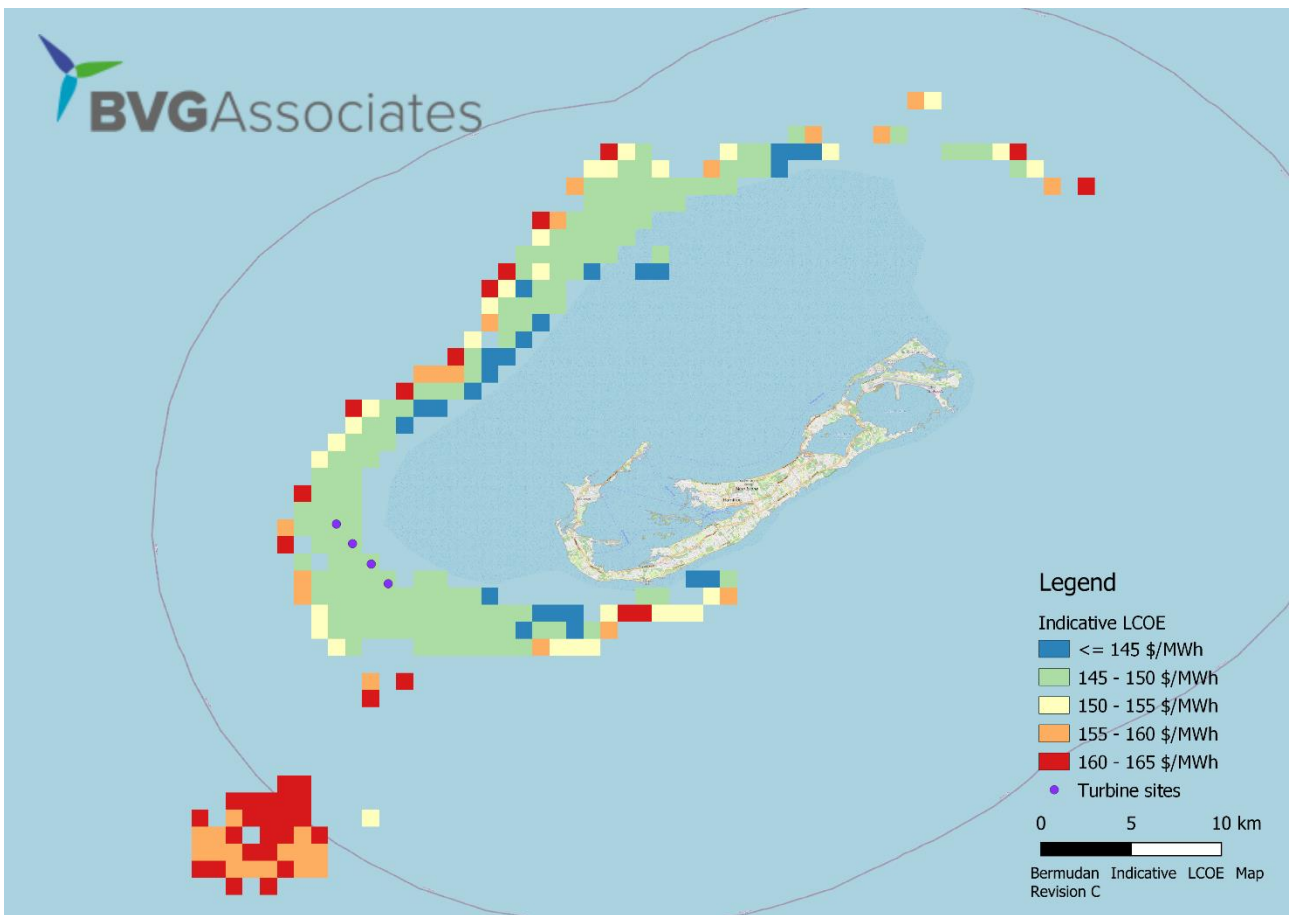 BVGAssociates
Legend
Indicative LCOE
<= 145 $/MWh
145 - 150 $/MWh
150 - 155 $/MWh
155 - 160 $/MWh
160 - 165 $/MWh
Turbine sites
0 5 10 km
Bermudan Indicative LCOE Map
Revision C